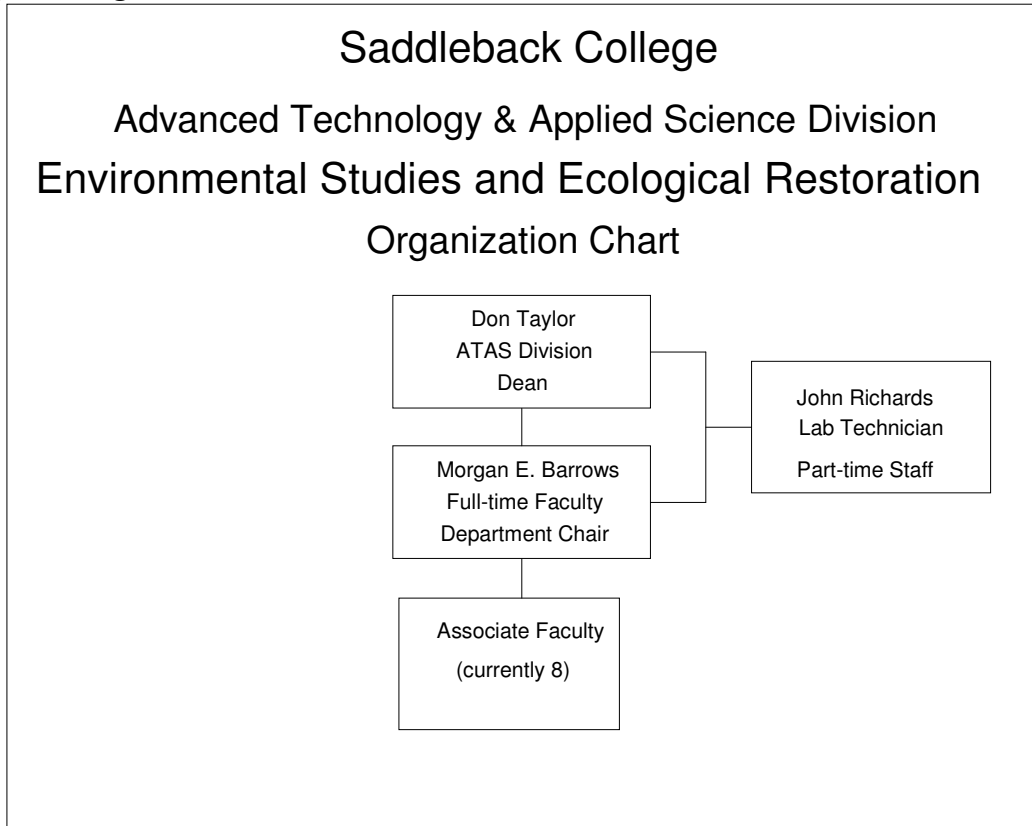 Saddleback College
Advanced Technology & Applied Science Division
Environmental Studies and Ecological Restoration
Organization Chart
Don Taylor
ATAS Division
Dean
John Richards
Lab Technician
Part-time Staff
Morgan E. Barrows
Full-time Faculty
Department Chair
Associate Faculty
(currently 8)